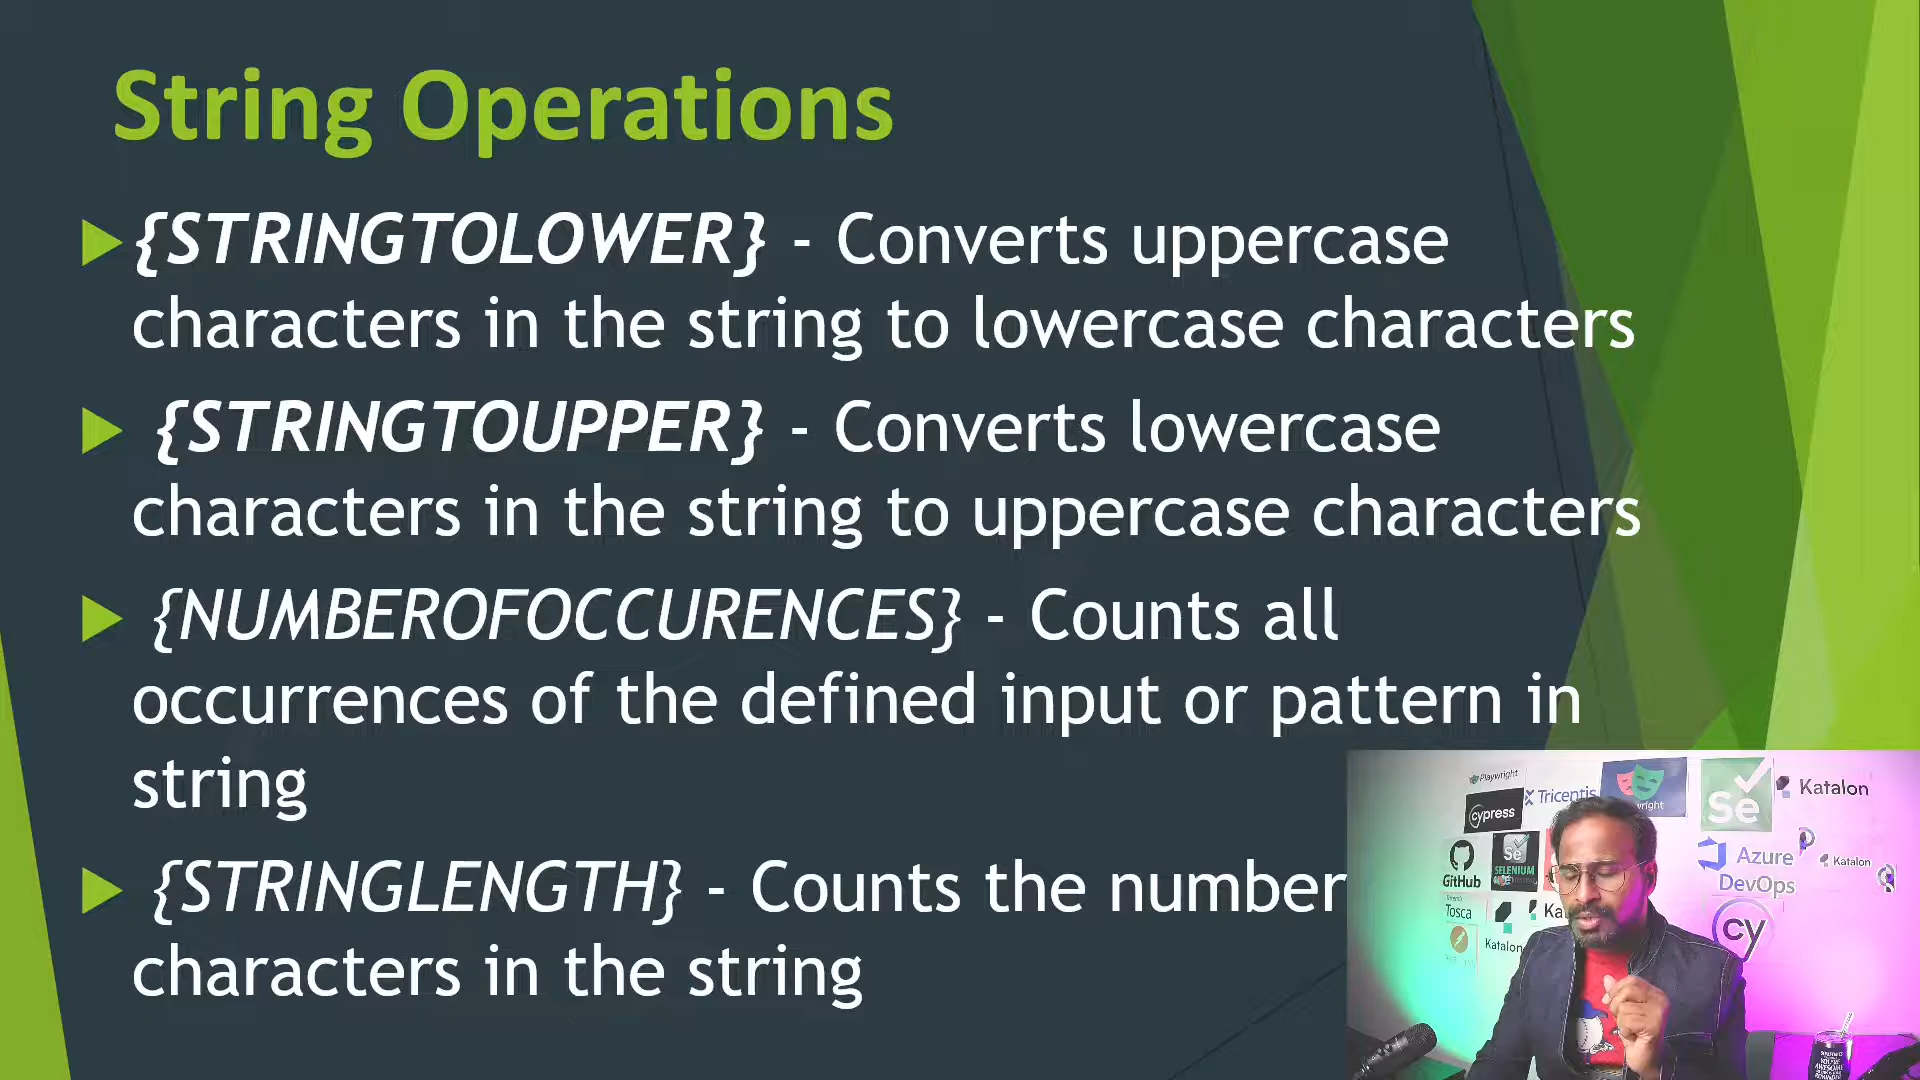 String Operations
{STRINGTOLOWER} - Converts uppercase
characters in the string to lowercase characters
{STRINGTOUPPER} - Converts lowercase
characters in the string to uppercase characters
{NUMBEROFOCCURENCES} - Counts all
occurrences of the defined input or pattern in
string
{STRINGLENGTH} - Counts the number
characters in the string
Playwright
Tricentis
wright
Se
Katalon
cypress
GitHub
Se
SELENIUM
Azure
DevOps
Katalon
Tosca
Ka
Katalon
cy